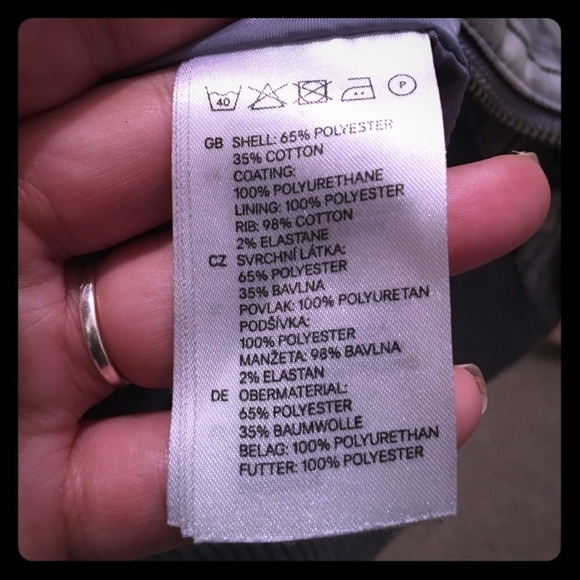 40 P
GB SHELL: 65% POLYESTER
35% COTTON
COATING:
100% POLYURETHANE
LINING: 100% POLYESTER
RIB: 98% COTTON
2% ELASTANE
CZ SVRCHNÍ LÁTKA:
65% POLYESTER
35% BAVLNA
POVLAK: 100% POLYURETAN
PODŠÍVKA:
100% POLYESTER
MANŽETA: 98% BAVLNA
2% ELASTAN
DE OBERMATERIAL:
65% POLYESTER
35% BAUMWOLLE
BELAG: 100% POLYURETHAN
FUTTER: 100% POLYESTER